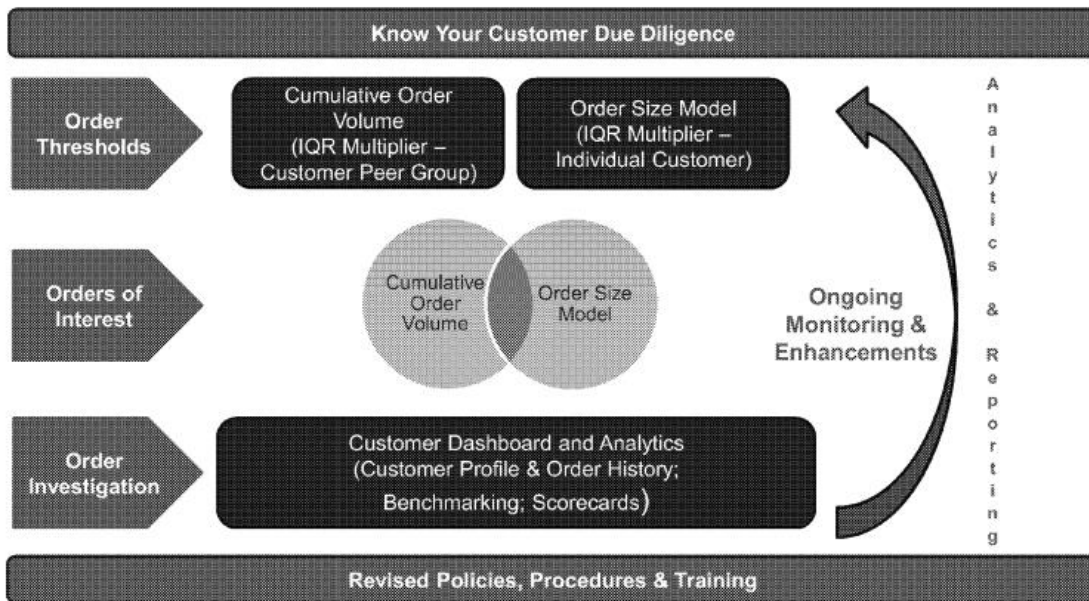 Know Your Customer Due Diligence
Order
Thresholds
Cumulative Order
Volume
(IQR Multiplier –
Customer Peer Group)
Order Size Model
(IQR Multiplier –
Individual Customer)
Orders of
Interest
Cumulative
Order
Volume
Order Size
Model
Ongoing
Monitoring &
Enhancements
Analytics & Reporting
Order
Investigation
Customer Dashboard and Analytics
(Customer Profile & Order History;
Benchmarking; Scorecards)
Revised Policies, Procedures & Training